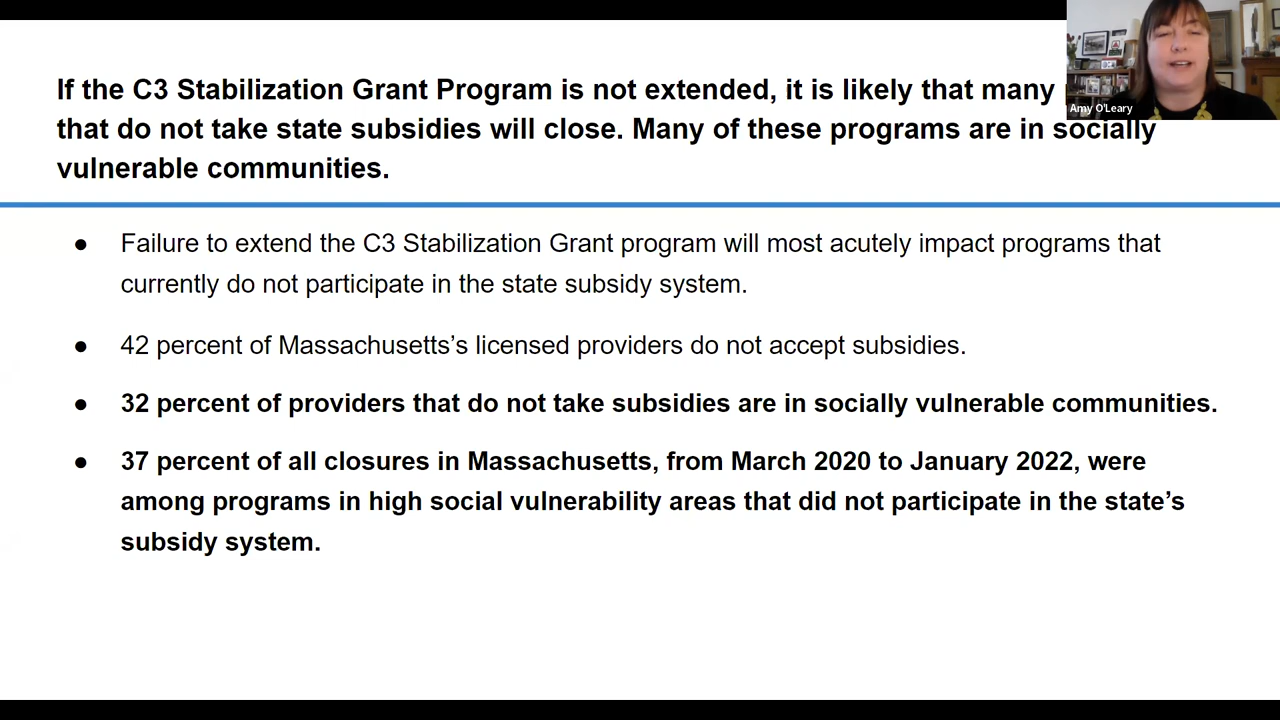 If the C3 Stabilization Grant Program is not extended, it is likely that many
that do not take state subsidies will close. Many of these programs are in socially
vulnerable communities.
Amy O'Leary
● Failure to extend the C3 Stabilization Grant program will most acutely impact programs that
currently do not participate in the state subsidy system.
● 42 percent of Massachusetts’s licensed providers do not accept subsidies.
● 32 percent of providers that do not take subsidies are in socially vulnerable communities.
● 37 percent of all closures in Massachusetts, from March 2020 to January 2022, were
among programs in high social vulnerability areas that did not participate in the state’s
subsidy system.